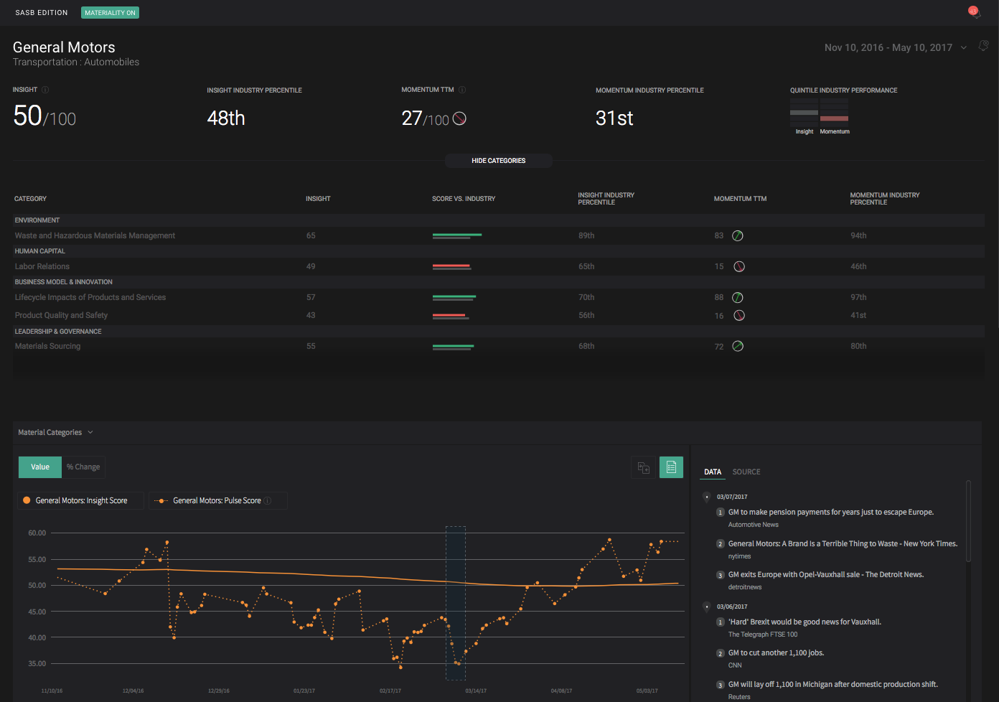 SASB EDITION
MATERIALITY ON
43
General Motors
Transportation : Automobiles
Nov 10, 2016 - May 10, 2017
INSIGHT
50/100
INSIGHT INDUSTRY PERCENTILE
48th
MOMENTUM TTM
27/100
MOMENTUM INDUSTRY PERCENTILE
31st
QUINTILE INDUSTRY PERFORMANCE
Insight Momentum
HIDE CATEGORIES
CATEGORY INSIGHT SCORE VS. INDUSTRY INSIGHT INDUSTRY PERCENTILE MOMENTUM TTM MOMENTUM INDUSTRY PERCENTILE
ENVIRONMENT
Waste and Hazardous Materials Management 65 89th 83 94th
HUMAN CAPITAL
Labor Relations 49 65th 15 46th
BUSINESS MODEL & INNOVATION
Lifecycle Impacts of Products and Services 57 70th 88 97th
Product Quality and Safety 43 56th 16 41st
LEADERSHIP & GOVERNANCE
Materials Sourcing 55 68th 72 80th
Material Categories
Value % Change
General Motors: Insight Score General Motors: Pulse Score
60.00
55.00
50.00
45.00
40.00
35.00
11/10/16 12/04/16 12/29/16 01/23/17 02/17/17 03/14/17 04/08/17 05/03/17
DATA SOURCE
03/07/2017
1 GM to make pension payments for years just to escape Europe.
Automotive News
2 General Motors: A Brand Is a Terrible Thing to Waste - New York Times.
nytimes
3 GM exits Europe with Opel-Vauxhall sale - The Detroit News.
detroitnews
03/06/2017
1 'Hard' Brexit would be good news for Vauxhall.
The Telegraph FTSE 100
2 GM to cut another 1,100 jobs.
CNN
3 GM will lay off 1,100 in Michigan after domestic production shift.
Reuters